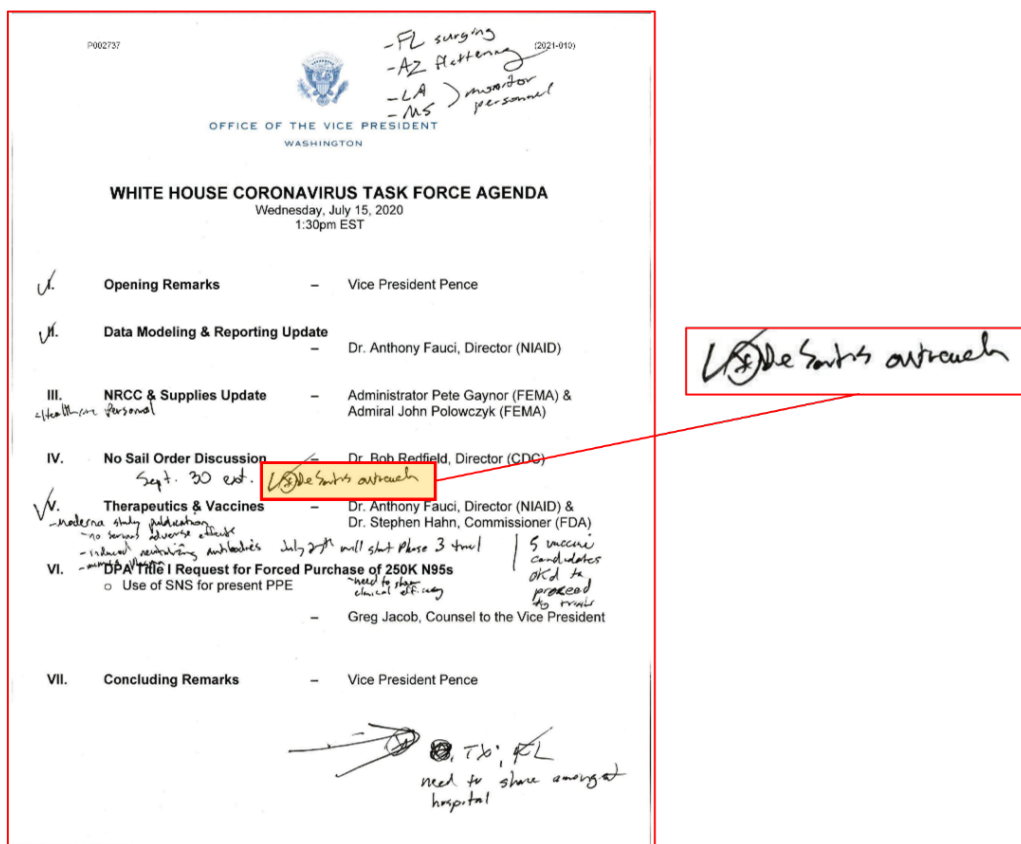 P002737
(2021-010)
- FL surging
- AZ flattening
- LA
- MS
) monitor personnel
OFFICE OF THE VICE PRESIDENT
WASHINGTON
WHITE HOUSE CORONAVIRUS TASK FORCE AGENDA
Wednesday, July 15, 2020
1:30pm EST
I. Opening Remarks – Vice President Pence
II. Data Modeling & Reporting Update
– Dr. Anthony Fauci, Director (NIAID)
III. NRCC & Supplies Update – Administrator Pete Gaynor (FEMA) &
Admiral John Polowczyk (FEMA)
IV. No Sail Order Discussion – Dr. Bob Redfield, Director (CDC)
Sept. 30 ext. DeSantis outreach
DeSantis outreach
V. Therapeutics & Vaccines – Dr. Anthony Fauci, Director (NIAID) &
Dr. Stephen Hahn, Commissioner (FDA)
- moderna study publication
- no serious adverse effects
- induced neutralizing antibodies July 27th will start Phase 3 trial
5 vaccine
candidates
OKd to
proceed
to trials
VI. DPA Title I Request for Forced Purchase of 250K N95s
o Use of SNS for present PPE
- need to show
clinical efficacy
– Greg Jacob, Counsel to the Vice President
VII. Concluding Remarks – Vice President Pence
TX; FL
need to share amongst
hospital